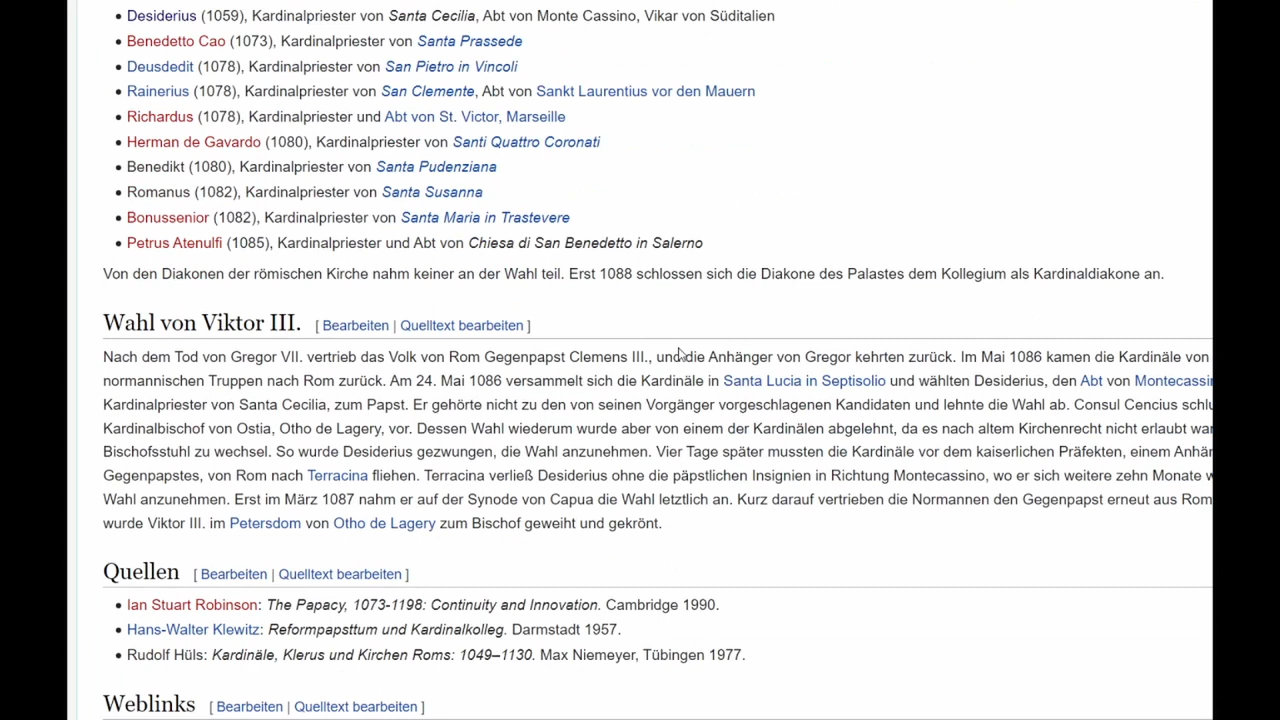 Desiderius (1059), Kardinalpriester von Santa Cecilia, Abt von Monte Cassino, Vikar von Süditalien
Benedetto Cao (1073), Kardinalpriester von Santa Prassede
Deusdedit (1078), Kardinalpriester von San Pietro in Vincoli
Rainerius (1078), Kardinalpriester von San Clemente, Abt von Sankt Laurentius vor den Mauern
Richardus (1078), Kardinalpriester und Abt von St. Victor, Marseille
Herman de Gavardo (1080), Kardinalpriester von Santi Quattro Coronati
Benedikt (1080), Kardinalpriester von Santa Pudenziana
Romanus (1082), Kardinalpriester von Santa Susanna
Bonussenior (1082), Kardinalpriester von Santa Maria in Trastevere
Petrus Atenulfi (1085), Kardinalpriester und Abt von Chiesa di San Benedetto in Salerno
Von den Diakonen der römischen Kirche nahm keiner an der Wahl teil. Erst 1088 schlossen sich die Diakone des Palastes dem Kollegium als Kardinaldiakone an.
Wahl von Viktor III. [ Bearbeiten | Quelltext bearbeiten ]
Nach dem Tod von Gregor VII. vertrieb das Volk von Rom Gegenpapst Clemens III., und die Anhänger von Gregor kehrten zurück. Im Mai 1086 kamen die Kardinäle von
normannischen Truppen nach Rom zurück. Am 24. Mai 1086 versammelt sich die Kardinäle in Santa Lucia in Septisolio und wählten Desiderius, den Abt von Montecassin
Kardinalpriester von Santa Cecilia, zum Papst. Er gehörte nicht zu den von seinen Vorgänger vorgeschlagenen Kandidaten und lehnte die Wahl ab. Consul Cencius schlu
Kardinalbischof von Ostia, Otho de Lagery, vor. Dessen Wahl wiederum wurde aber von einem der Kardinälen abgelehnt, da es nach altem Kirchenrecht nicht erlaubt war
Bischofsstuhl zu wechsel. So wurde Desiderius gezwungen, die Wahl anzunehmen. Vier Tage später mussten die Kardinäle vor dem kaiserlichen Präfekten, einem Anhän
Gegenpapstes, von Rom nach Terracina fliehen. Terracina verließ Desiderius ohne die päpstlichen Insignien in Richtung Montecassino, wo er sich weitere zehn Monate w
Wahl anzunehmen. Erst im März 1087 nahm er auf der Synode von Capua die Wahl letztlich an. Kurz darauf vertrieben die Normannen den Gegenpapst erneut aus Rom
wurde Viktor III. im Petersdom von Otho de Lagery zum Bischof geweiht und gekrönt.
Quellen [ Bearbeiten | Quelltext bearbeiten ]
Ian Stuart Robinson: The Papacy, 1073-1198: Continuity and Innovation. Cambridge 1990.
Hans-Walter Klewitz: Reformpapsttum und Kardinalkolleg. Darmstadt 1957.
Rudolf Hüls: Kardinäle, Klerus und Kirchen Roms: 1049–1130. Max Niemeyer, Tübingen 1977.
Weblinks [ Bearbeiten | Quelltext bearbeiten ]